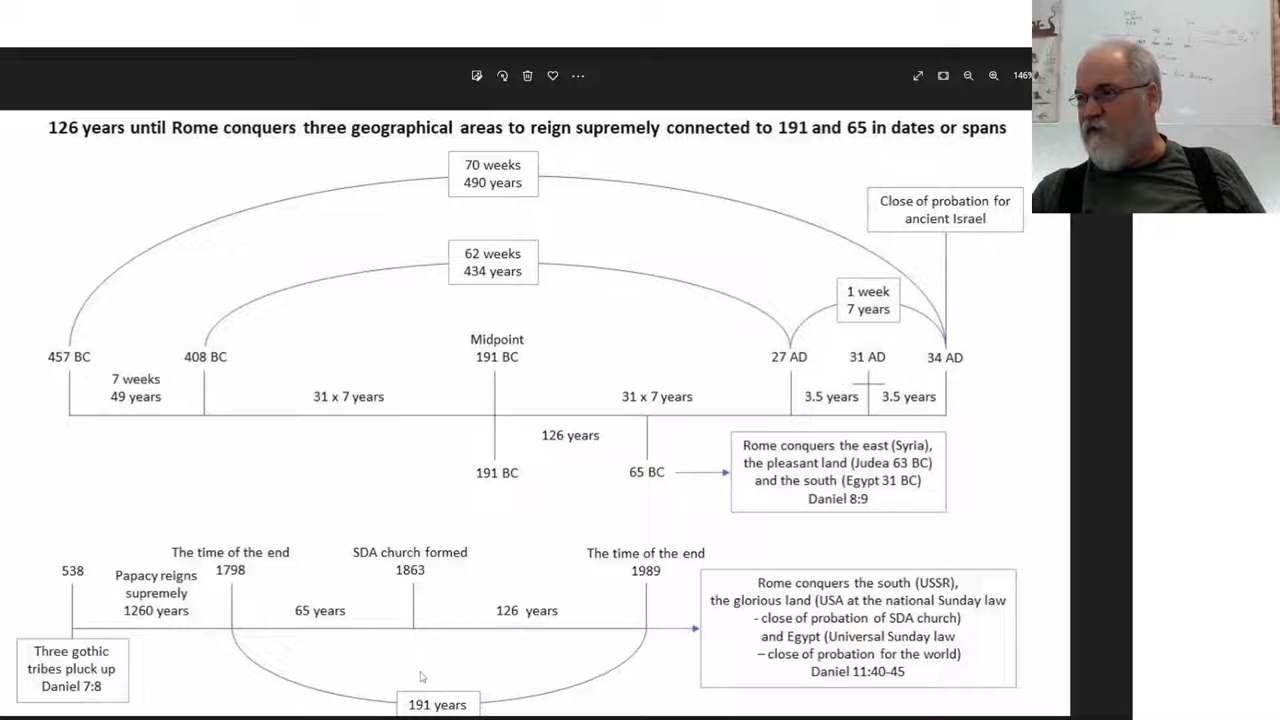 146%
126 years until Rome conquers three geographical areas to reign supremely connected to 191 and 65 in dates or spans
70 weeks
490 years
Close of probation for
ancient Israel
62 weeks
434 years
1 week
7 years
Midpoint
457 BC
408 BC
191 BC
27 AD
31 AD
34 AD
7 weeks
49 years
31 x 7 years
31 x 7 years
3.5 years
3.5 years
126 years
191 BC
65 BC
Rome conquers the east (Syria),
the pleasant land (Judea 63 BC)
and the south (Egypt 31 BC)
Daniel 8:9
The time of the end
SDA church formed
The time of the end
538
1798
1863
1989
Papacy reigns
supremely
1260 years
65 years
126 years
Rome conquers the south (USSR),
the glorious land (USA at the national Sunday law
- close of probation of SDA church)
and Egypt (Universal Sunday law
– close of probation for the world)
Daniel 11:40-45
Three gothic
tribes pluck up
Daniel 7:8
191 years